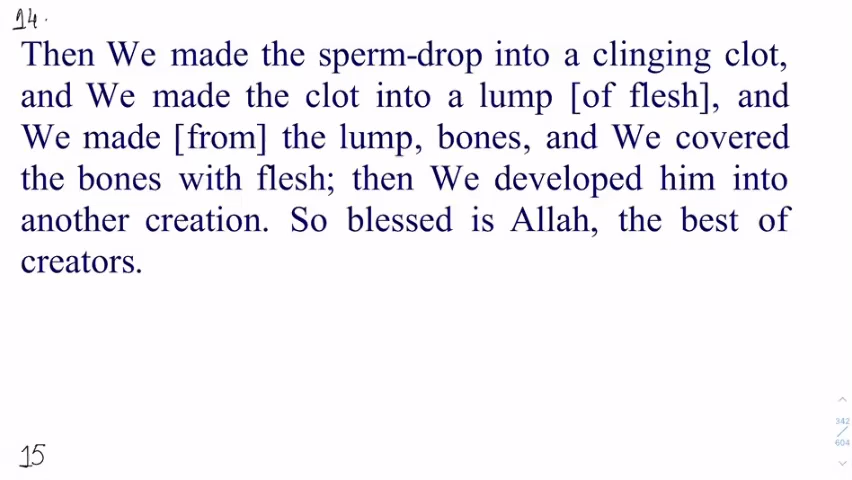 14.
Then We made the sperm-drop into a clinging clot,
and We made the clot into a lump [of flesh], and
We made [from] the lump, bones, and We covered
the bones with flesh; then We developed him into
another creation. So blessed is Allah, the best of
creators.
342
604
15